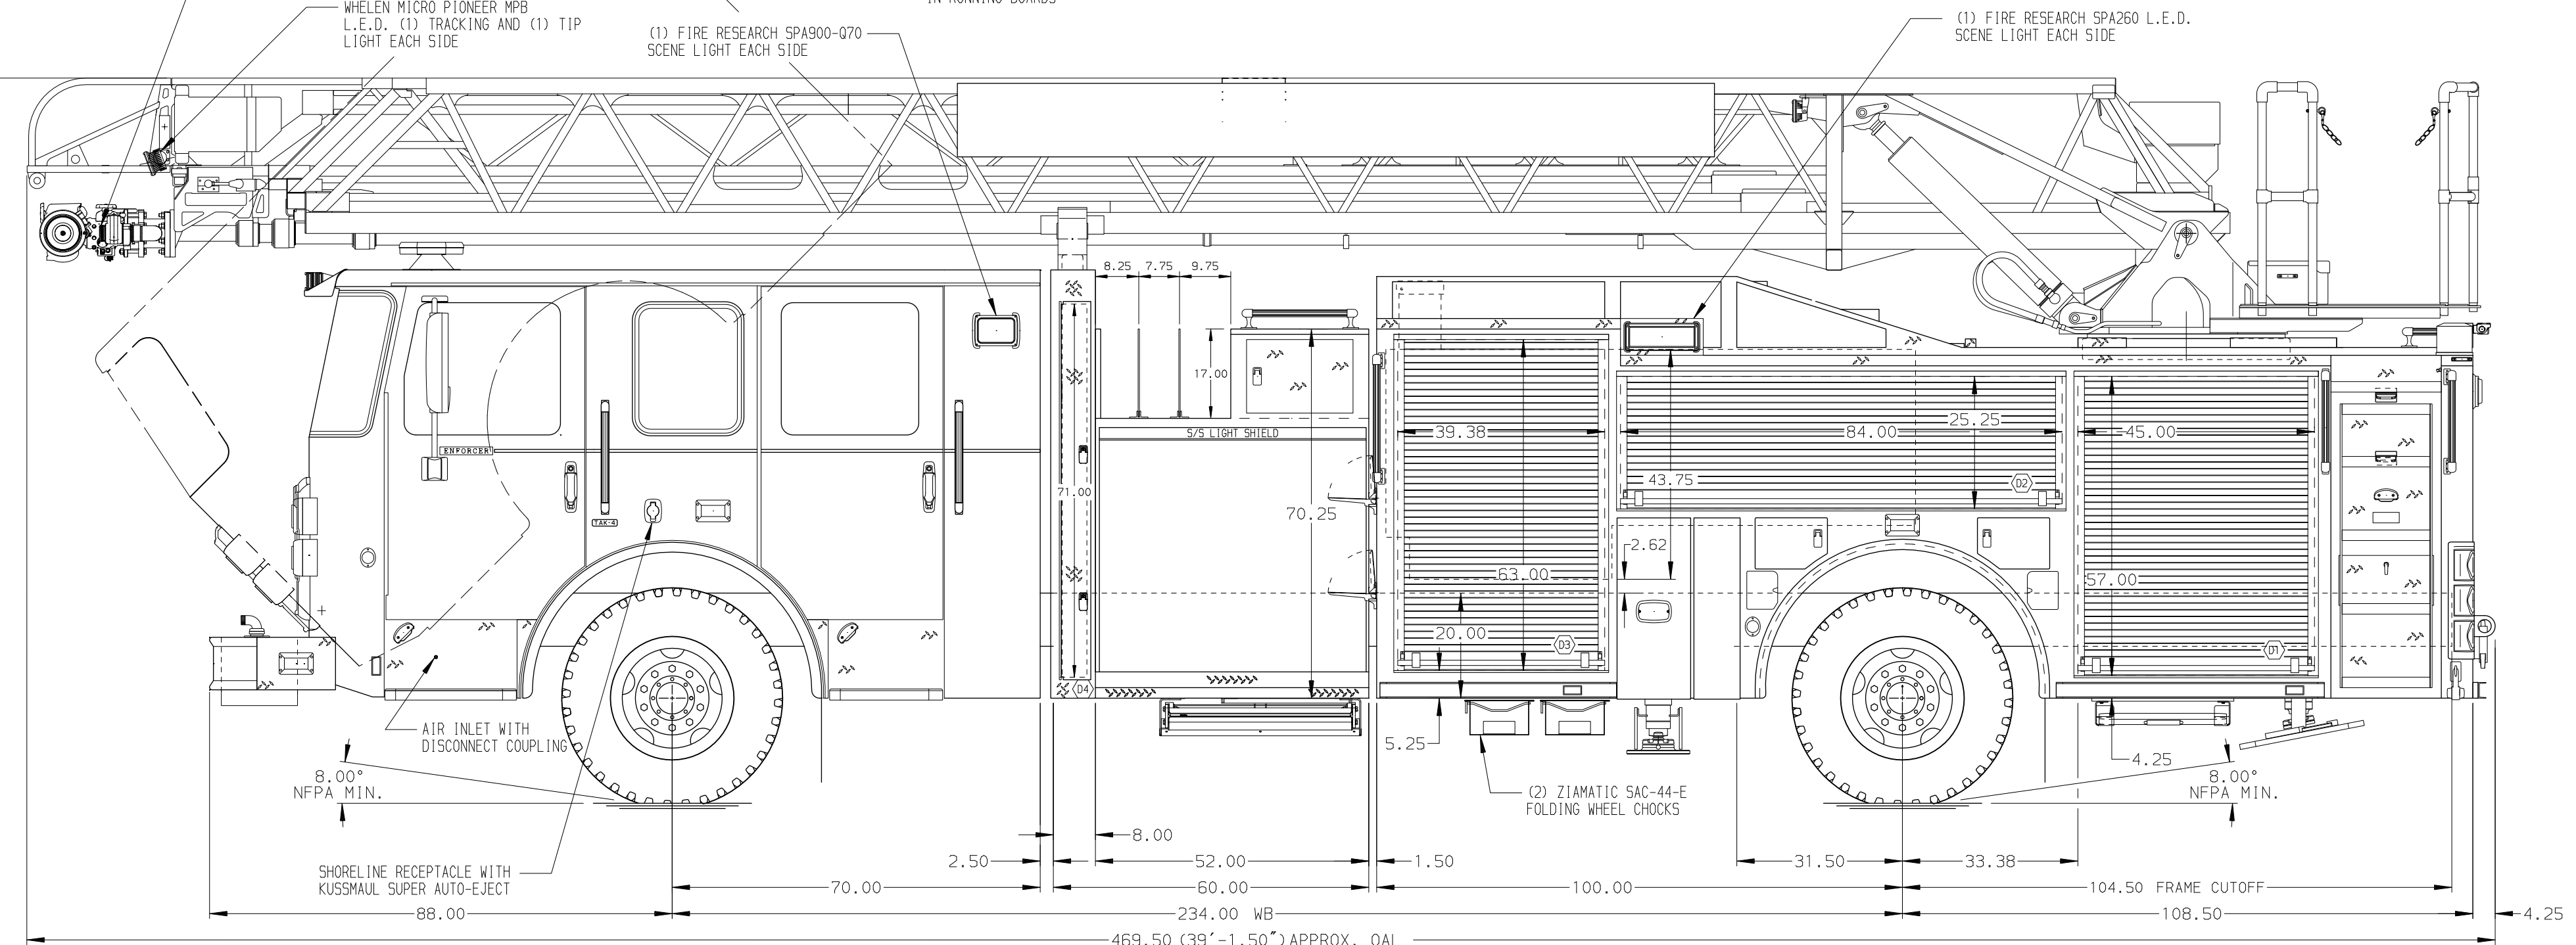 WHELEN MICRO PIONEER MPB
L.E.D. (1) TRACKING AND (1) TIP
LIGHT EACH SIDE
(1) FIRE RESEARCH SPA900-Q70
SCENE LIGHT EACH SIDE
IN RUNNING BOARDS
(1) FIRE RESEARCH SPA260 L.E.D.
SCENE LIGHT EACH SIDE
8.25
7.75
9.75
17.00
S/S LIGHT SHIELD
ENFORCER
TAK-4
71.00
70.25
39.38
84.00
25.25
45.00
43.75
D2
2.62
63.00
57.00
20.00
D3
D1
D4
AIR INLET WITH
DISCONNECT COUPLING
5.25
4.25
8.00°
NFPA MIN.
(2) ZIAMATIC SAC-44-E
FOLDING WHEEL CHOCKS
8.00°
NFPA MIN.
8.00
2.50
52.00
1.50
31.50
33.38
SHORELINE RECEPTACLE WITH
KUSSMAUL SUPER AUTO-EJECT
70.00
60.00
100.00
104.50 FRAME CUTOFF
88.00
234.00 WB
108.50
4.25
469.50 (39'-1.50") APPROX. OAL